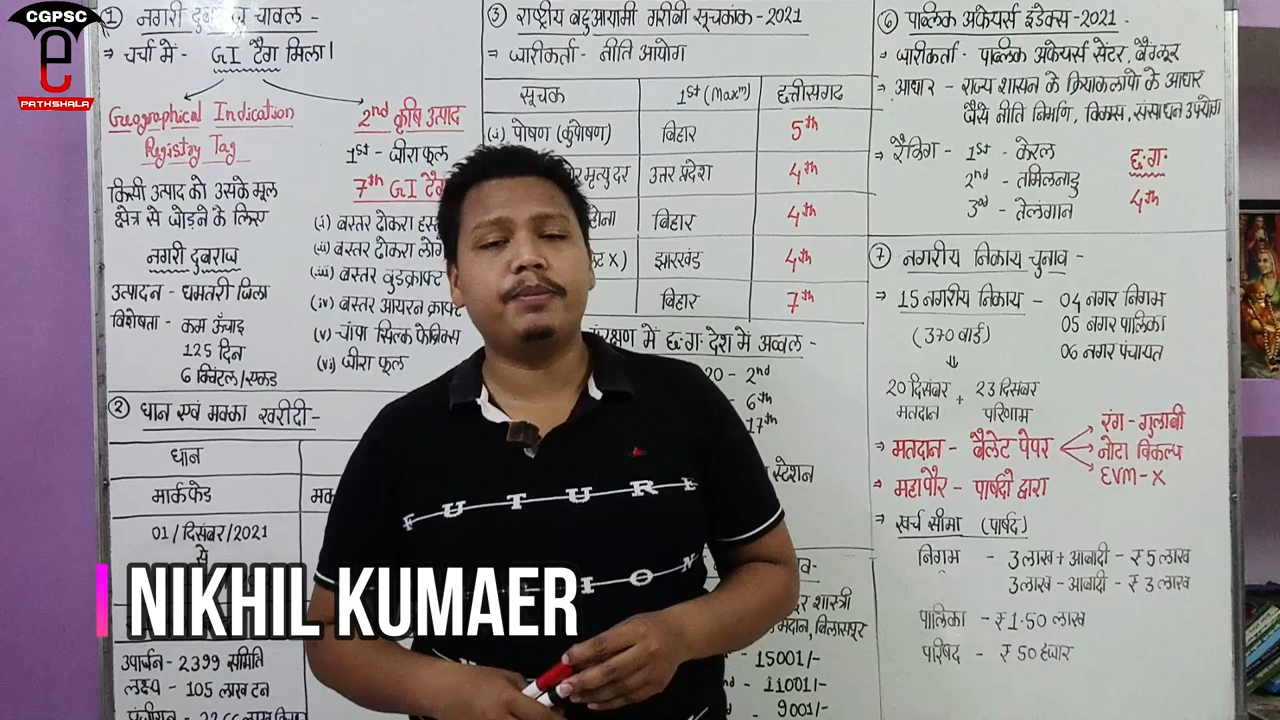 CGPSC
PATHSHALA
① नगरी दुबराज चावल -
⇒ चर्चा में - GI टैग मिला।
Geographical Indication
Registry Tag
किसी उत्पाद को उसके मूल
क्षेत्र से जोड़ने के लिए
नगरी दुबराज
उत्पादन - धमतरी जिला
विशेषता - कम ऊँचाई
125 दिन
6 क्विंटल/एकड
2nd कृषि उत्पाद
1st - जीराफूल
7th GI टैग
(i) बस्तर ढोकरा
(ii) बस्तर ढोकरा
(iii) बस्तर वुडक्राफ्ट
(iv) बस्तर आयरन क्राफ्ट
(v) चांपा सिल्क फेब्रिक्स
(vi) जीरा फूल
② धान एवं मक्का खरीदी -
धान
मार्कफेड
01/दिसंबर/2021
से
उपार्जन - 2399 समिति
लक्ष्य - 105 लाख टन
③ राष्ट्रीय बहुआयामी गरीबी सूचकांक - 2021
⇒ जारीकर्ता - नीति आयोग
सूचक 1st (Maxm) छत्तीसगढ
(i) पोषण (कुपोषण) बिहार 5th
मृत्यु दर उत्तर प्रदेश 4th
बिहार 4th
झारखंड 4th
बिहार 7th
में छ.ग. देश में अव्वल -
20 - 2nd
- 6th
17th
स्टेशन
शास्त्री
मैदान, बिलासपुर
- 15001/-
- 11001/-
- 9001/-
⑥ पब्लिक अफेयर्स इंडेक्स - 2021 -
⇒ जारीकर्ता - पब्लिक अफेयर्स सेंटर, बैंगलूर
⇒ आधार - राज्य शासन के क्रियाकलापों के आधार
जैसे नीति निर्माण, विकास, संसाधन उपयोग
⇒ रैंकिंग - 1st - केरल
2nd - तमिलनाडु
3rd - तेलंगाना
छ.ग.
4th
⑦ नगरीय निकाय चुनाव -
⇒ 15 नगरीय निकाय - 04 नगर निगम
(370 वार्ड) 05 नगर पालिका
06 नगर पंचायत
20 दिसंबर + 23 दिसंबर
मतदान परिणाम
⇒ मतदान - बैलेट पेपर
रंग - गुलाबी
नोटा विकल्प
EVM - X
⇒ महापौर - पार्षदों द्वारा
⇒ खर्च सीमा (पार्षद)
निगम - 3 लाख + आबादी - ₹ 5 लाख
3 लाख - आबादी - ₹ 3 लाख
पालिका - ₹ 1.50 लाख
परिषद - ₹ 50 हजार
FUTURE
ION
NIKHIL KUMAER